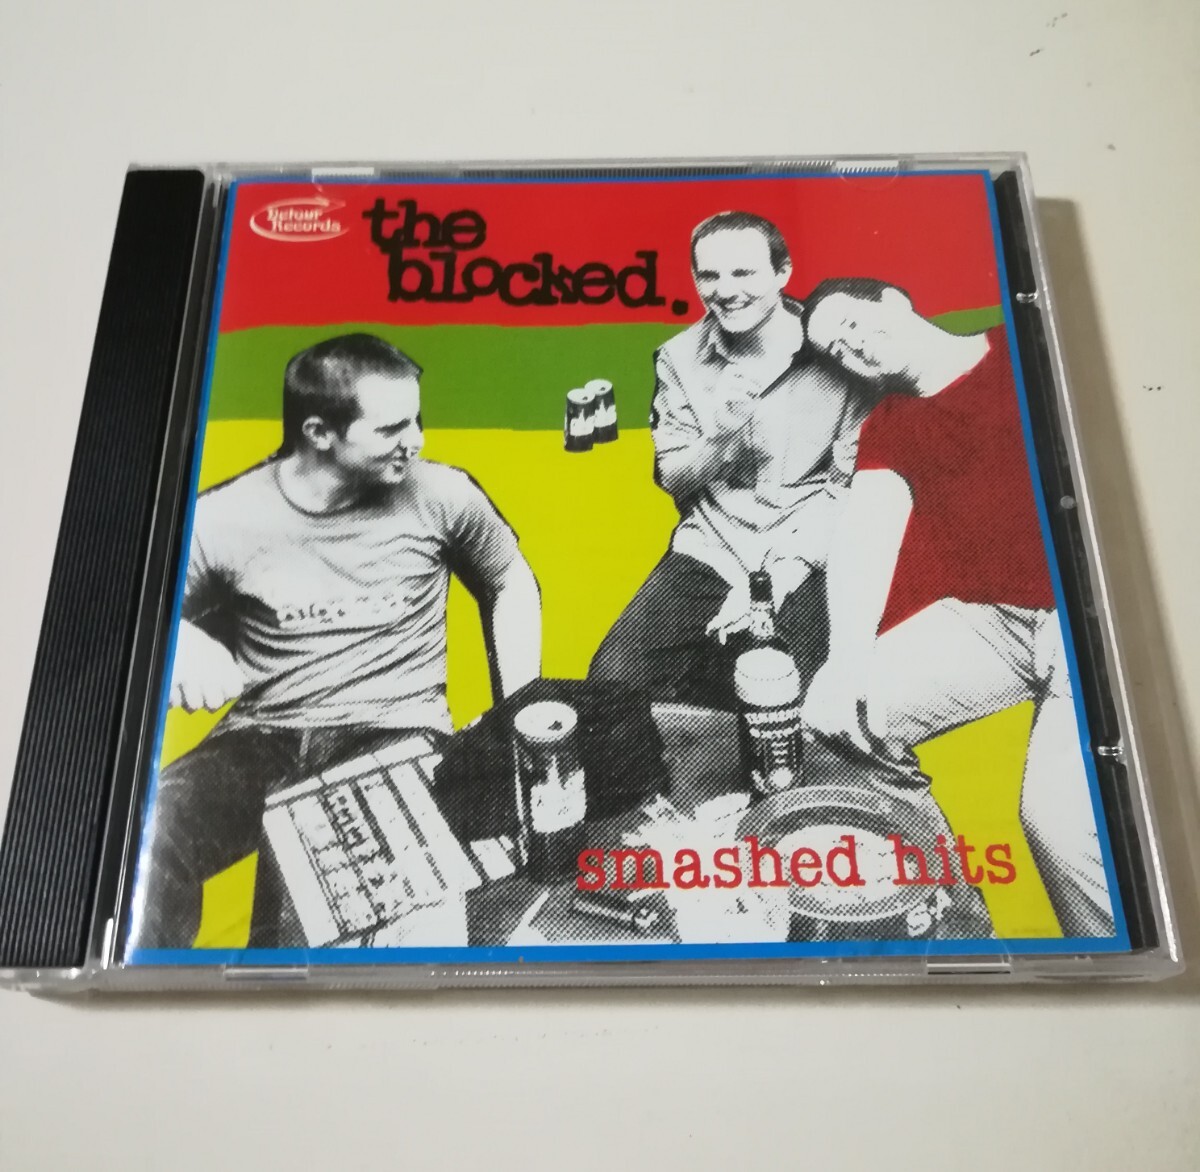 Detour
Records
the
blocked.
smashed hits